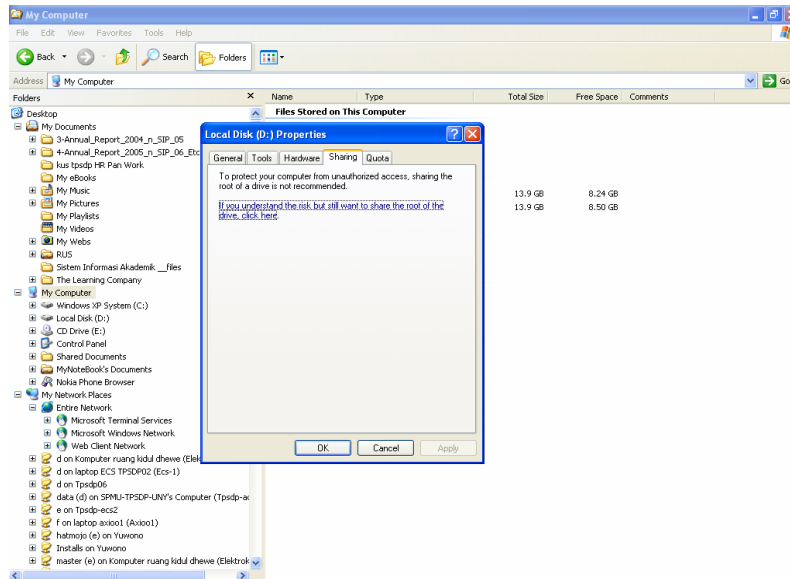 My Computer
File Edit View Favorites Tools Help
Back Search Folders
Address My Computer Go
Folders Name Type Total Size Free Space Comments
Desktop
Files Stored on This Computer
My Documents
3-Annual_Report_2004_n_SIP_05
4-Annual_Report_2005_n_SIP_06_Etc
kus tpsdp HR Pan Work
My eBooks
My Music
My Pictures
My Playlists
My Videos
My Webs
RUS
Sistem Informasi Akademik __files
The Learning Company
My Computer
Windows XP System (C:)
Local Disk (D:)
CD Drive (E:)
Control Panel
Shared Documents
MyNoteBook's Documents
Nokia Phone Browser
My Network Places
Entire Network
Microsoft Terminal Services
Microsoft Windows Network
Web Client Network
d on Komputer ruang kidul dhewe (Elek
d on laptop ECS TPSDP02 (Ecs-1)
d on Tpsdp06
data (d) on SPMU-TPSDP-UNY's Computer (Tpsdp-ad
e on Tpsdp-ecs2
f on laptop axioo1 (Axioo1)
hatmojo (e) on Yuwono
Installs on Yuwono
master (e) on Komputer ruang kidul dhewe (Elektrok
13.9 GB 8.24 GB
13.9 GB 8.50 GB
Local Disk (D:) Properties
General Tools Hardware Sharing Quota
To protect your computer from unauthorized access, sharing the
root of a drive is not recommended.
If you understand the risk but still want to share the root of the
drive, click here.
OK Cancel Apply